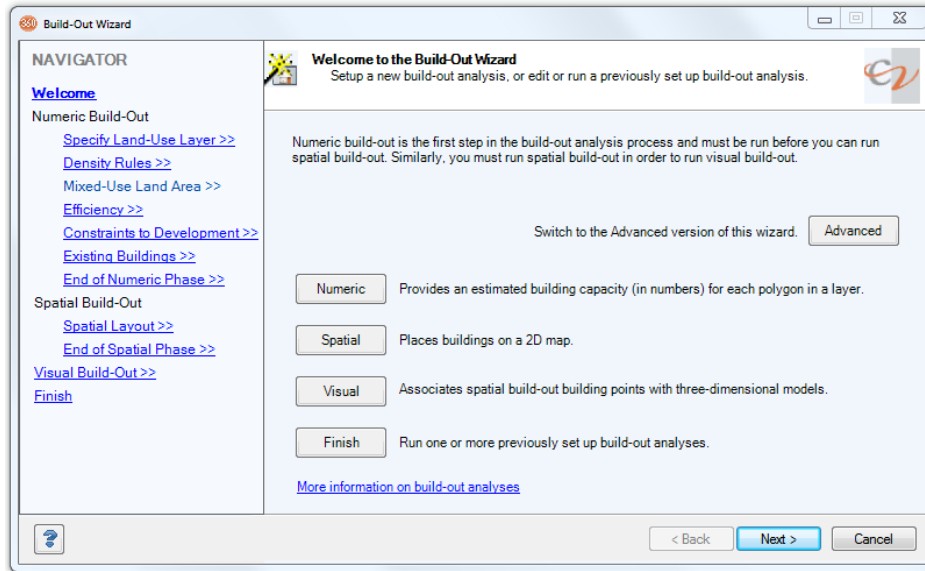 360 Build-Out Wizard
NAVIGATOR
Welcome
Numeric Build-Out
Specify Land-Use Layer >>
Density Rules >>
Mixed-Use Land Area >>
Efficiency >>
Constraints to Development >>
Existing Buildings >>
End of Numeric Phase >>
Spatial Build-Out
Spatial Layout >>
End of Spatial Phase >>
Visual Build-Out >>
Finish
Welcome to the Build-Out Wizard
Setup a new build-out analysis, or edit or run a previously set up build-out analysis.
CV
Numeric build-out is the first step in the build-out analysis process and must be run before you can run
spatial build-out. Similarly, you must run spatial build-out in order to run visual build-out.
Switch to the Advanced version of this wizard. Advanced
Numeric Provides an estimated building capacity (in numbers) for each polygon in a layer.
Spatial Places buildings on a 2D map.
Visual Associates spatial build-out building points with three-dimensional models.
Finish Run one or more previously set up build-out analyses.
More information on build-out analyses
?
< Back Next > Cancel